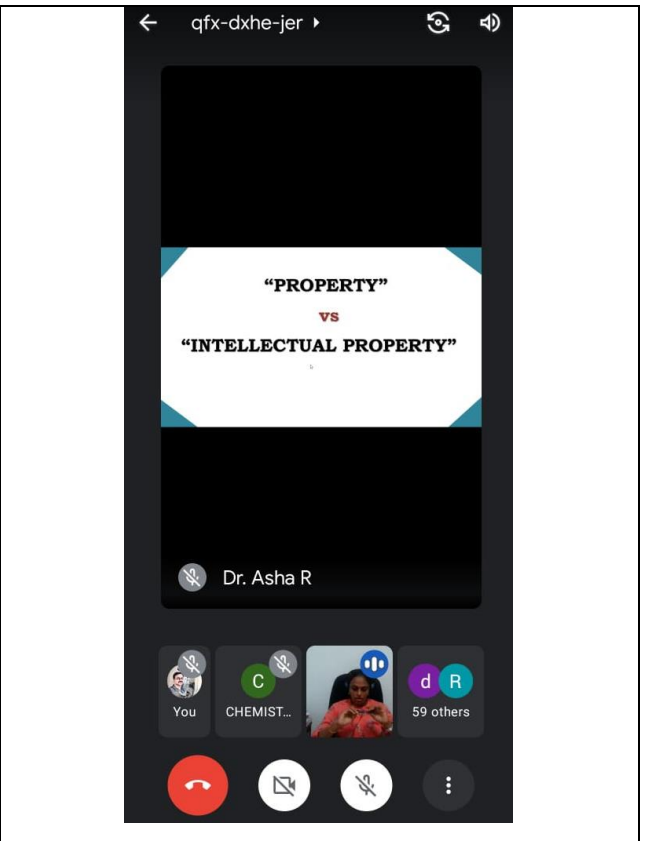 qfx-dxhe-jer
“PROPERTY”
vs
“INTELLECTUAL PROPERTY”
Dr. Asha R
C
d R
You
CHEMIST...
59 others